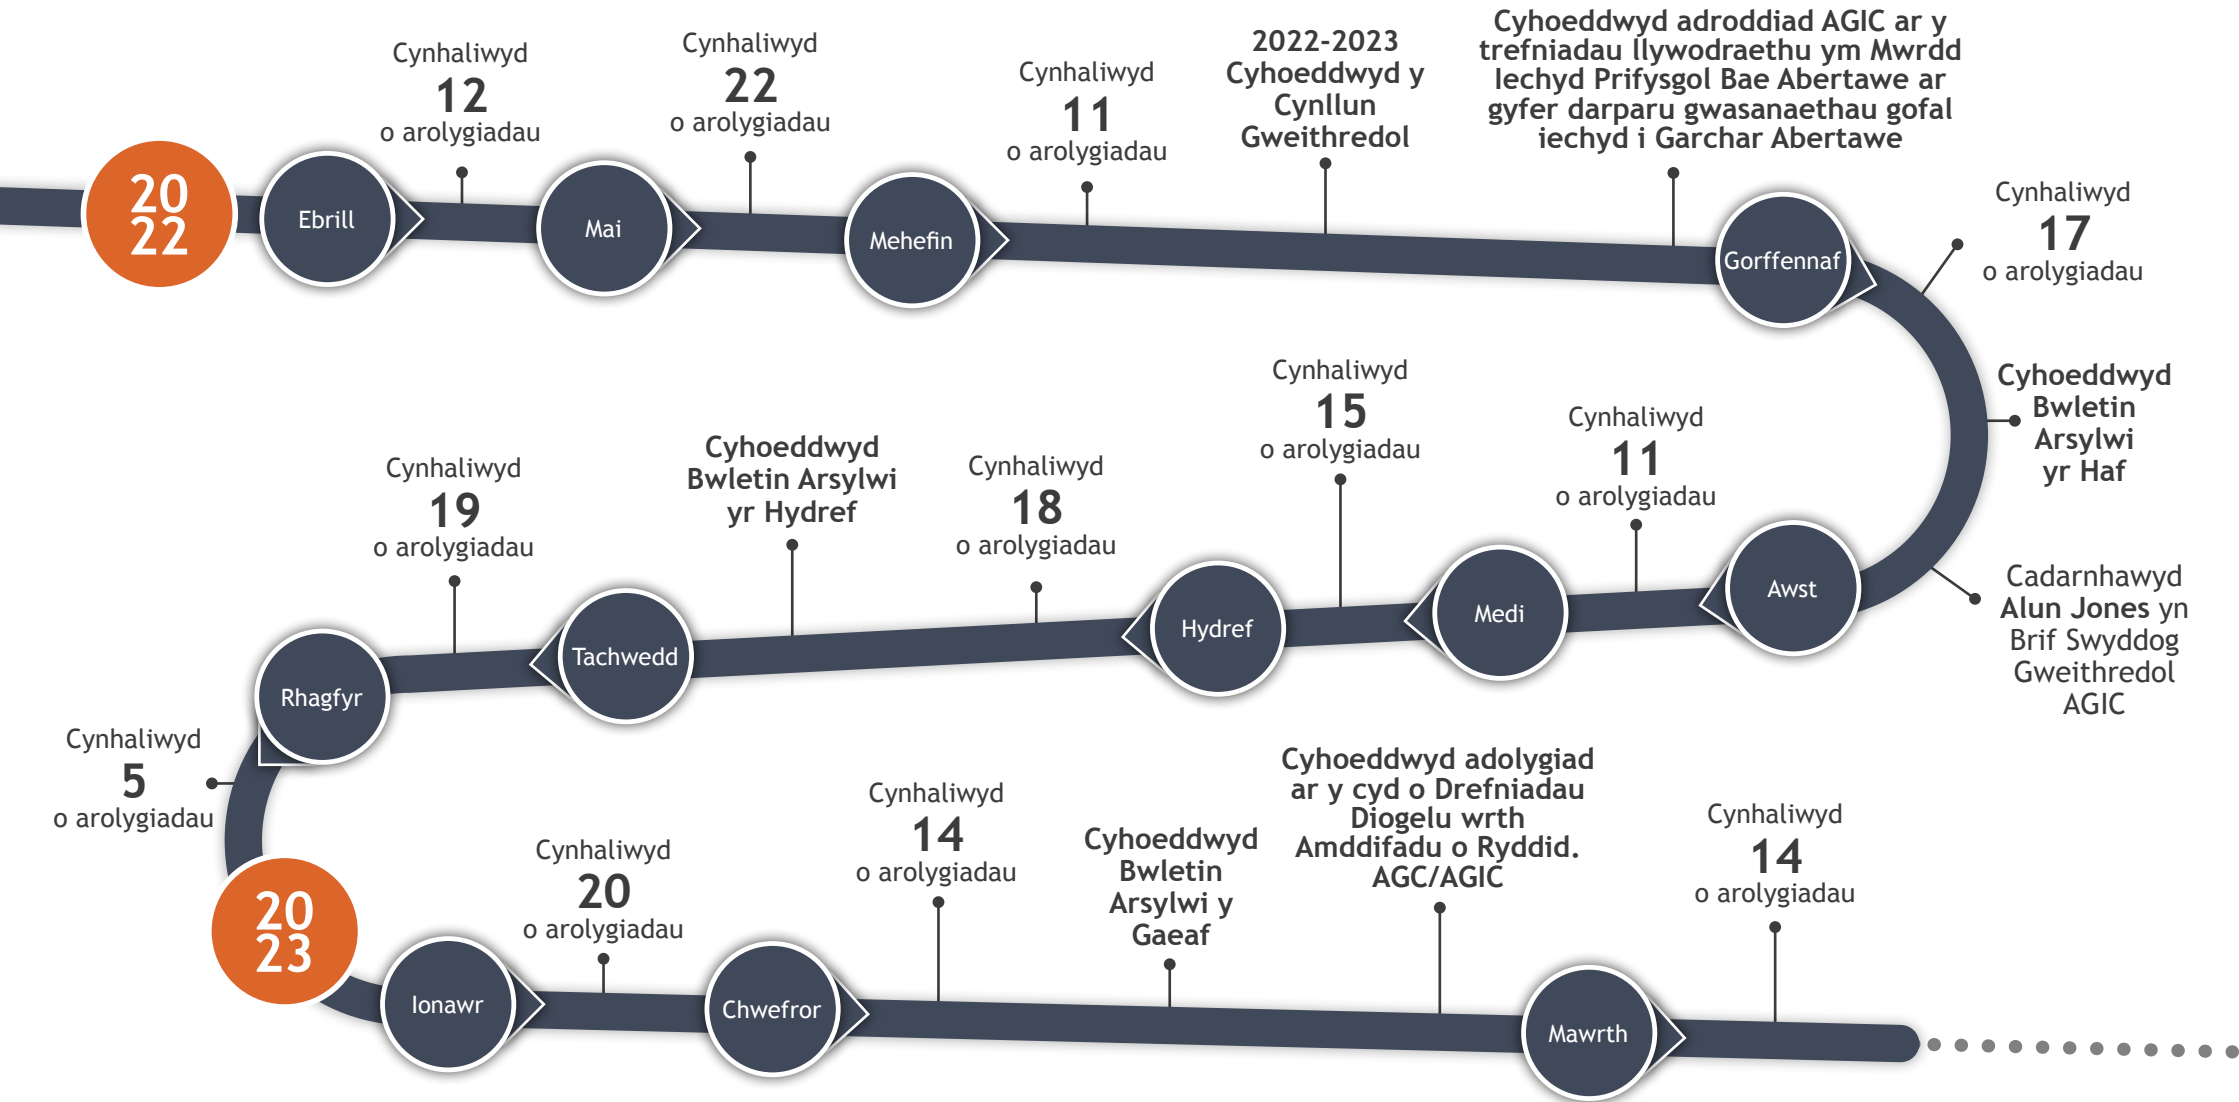 20
22
Ebrill
Cynhaliwyd
12
o arolygiadau
Mai
Cynhaliwyd
22
o arolygiadau
Mehefin
Cynhaliwyd
11
o arolygiadau
2022-2023
Cyhoeddwyd y
Cynllun
Gweithredol
Cyhoeddwyd adroddiad AGIC ar y
trefniadau llywodraethu ym Mwrdd
Iechyd Prifysgol Bae Abertawe ar
gyfer darparu gwasanaethau gofal
iechyd i Garchar Abertawe
Gorffennaf
Cynhaliwyd
17
o arolygiadau
Cyhoeddwyd
Bwletin
Arsylwi
yr Haf
Cadarnhawyd
Alun Jones yn
Brif Swyddog
Gweithredol
AGIC
Awst
Cynhaliwyd
11
o arolygiadau
Medi
Cynhaliwyd
15
o arolygiadau
Hydref
Cynhaliwyd
18
o arolygiadau
Cyhoeddwyd
Bwletin Arsylwi
yr Hydref
Tachwedd
Cynhaliwyd
19
o arolygiadau
Rhagfyr
Cynhaliwyd
5
o arolygiadau
20
23
Ionawr
Cynhaliwyd
20
o arolygiadau
Chwefror
Cynhaliwyd
14
o arolygiadau
Cyhoeddwyd
Bwletin
Arsylwi y
Gaeaf
Cyhoeddwyd adolygiad
ar y cyd o Drefniadau
Diogelu wrth
Amddifadu o Ryddid.
AGC/AGIC
Mawrth
Cynhaliwyd
14
o arolygiadau